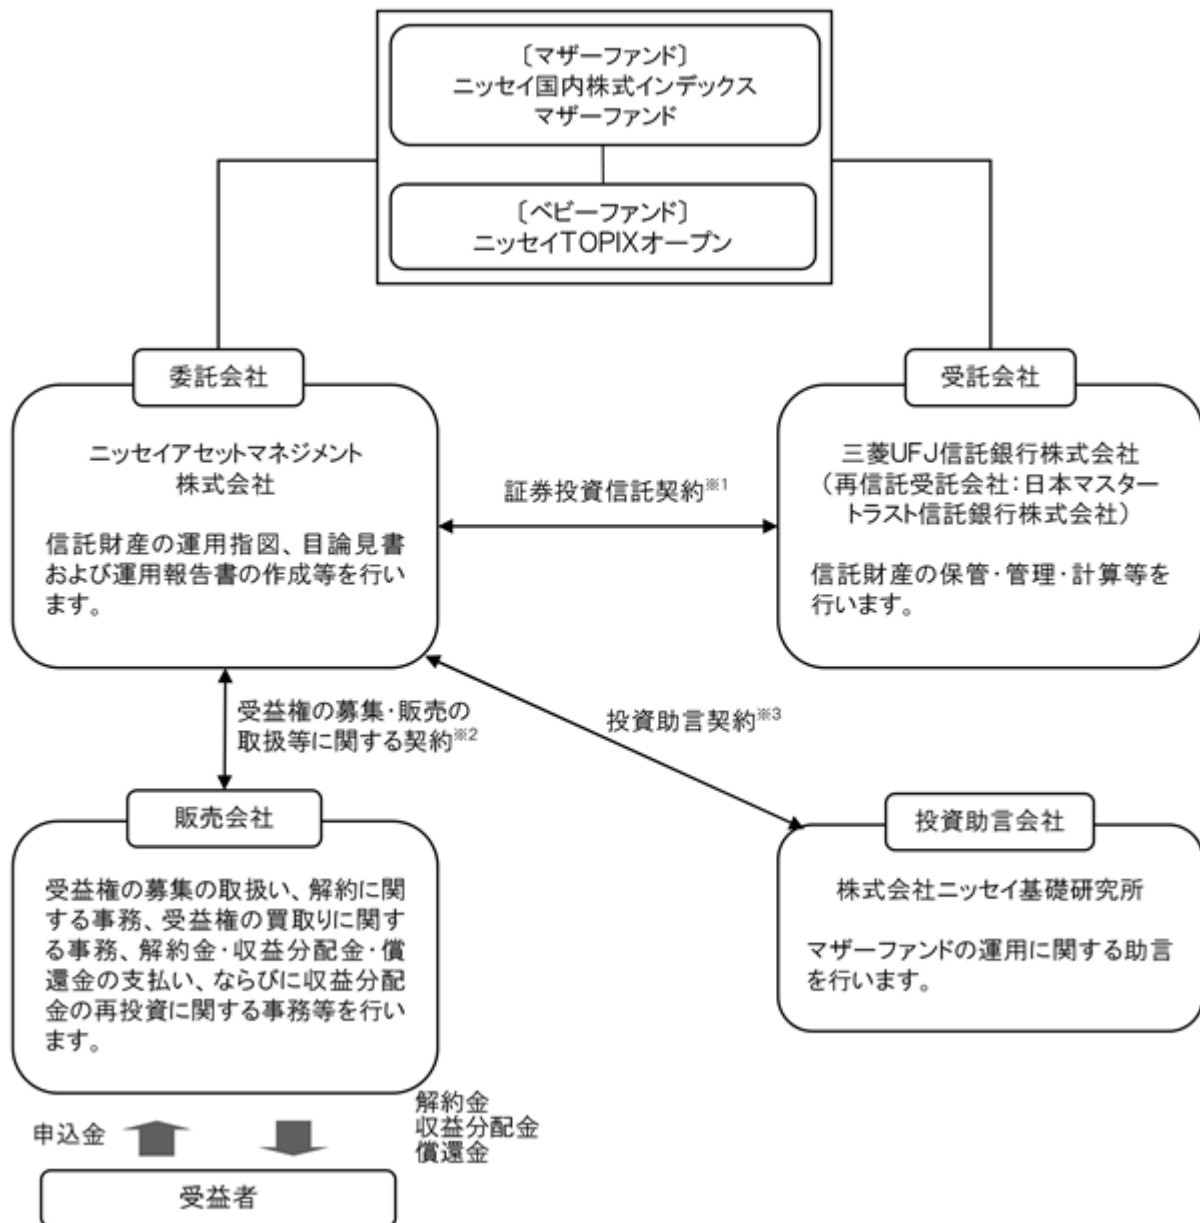 〔マザーファンド〕
ニッセイ国内株式インデックス
マザーファンド
〔ベビーファンド〕
ニッセイTOPIXオープン
委託会社
ニッセイアセットマネジメント
株式会社
信託財産の運用指図、目論見書
および運用報告書の作成等を行い
ます。
証券投資信託契約※1
受託会社
三菱UFJ信託銀行株式会社
(再信託受託会社:日本マスター
トラスト信託銀行株式会社)
信託財産の保管・管理・計算等を
行います。
受益権の募集・販売の
取扱等に関する契約※2
投資助言契約※3
販売会社
受益権の募集の取扱い、解約に関
する事務、受益権の買取りに関す
る事務、解約金・収益分配金・償
還金の支払い、ならびに収益分配
金の再投資に関する事務等を行い
ます。
投資助言会社
株式会社ニッセイ基礎研究所
マザーファンドの運用に関する助言
を行います。
申込金
解約金
収益分配金
償還金
受益者